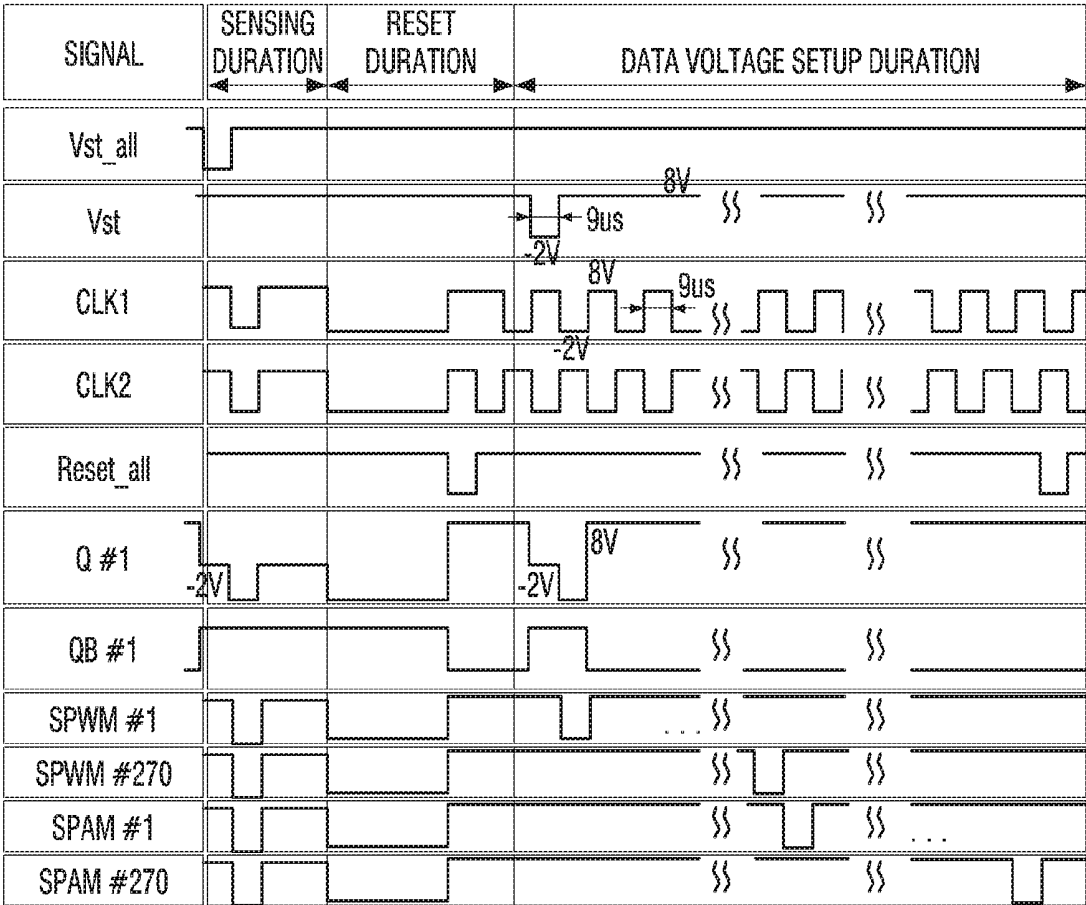 SIGNAL
SENSING
DURATION
RESET
DURATION
DATA VOLTAGE SETUP DURATION
Vst_all
Vst
8V
9us
-2V
CLK1
8V
9us
-2V
CLK2
Reset_all
Q #1
-2V
-2V
8V
QB #1
SPWM #1
. . .
SPWM #270
SPAM #1
. . .
SPAM #270